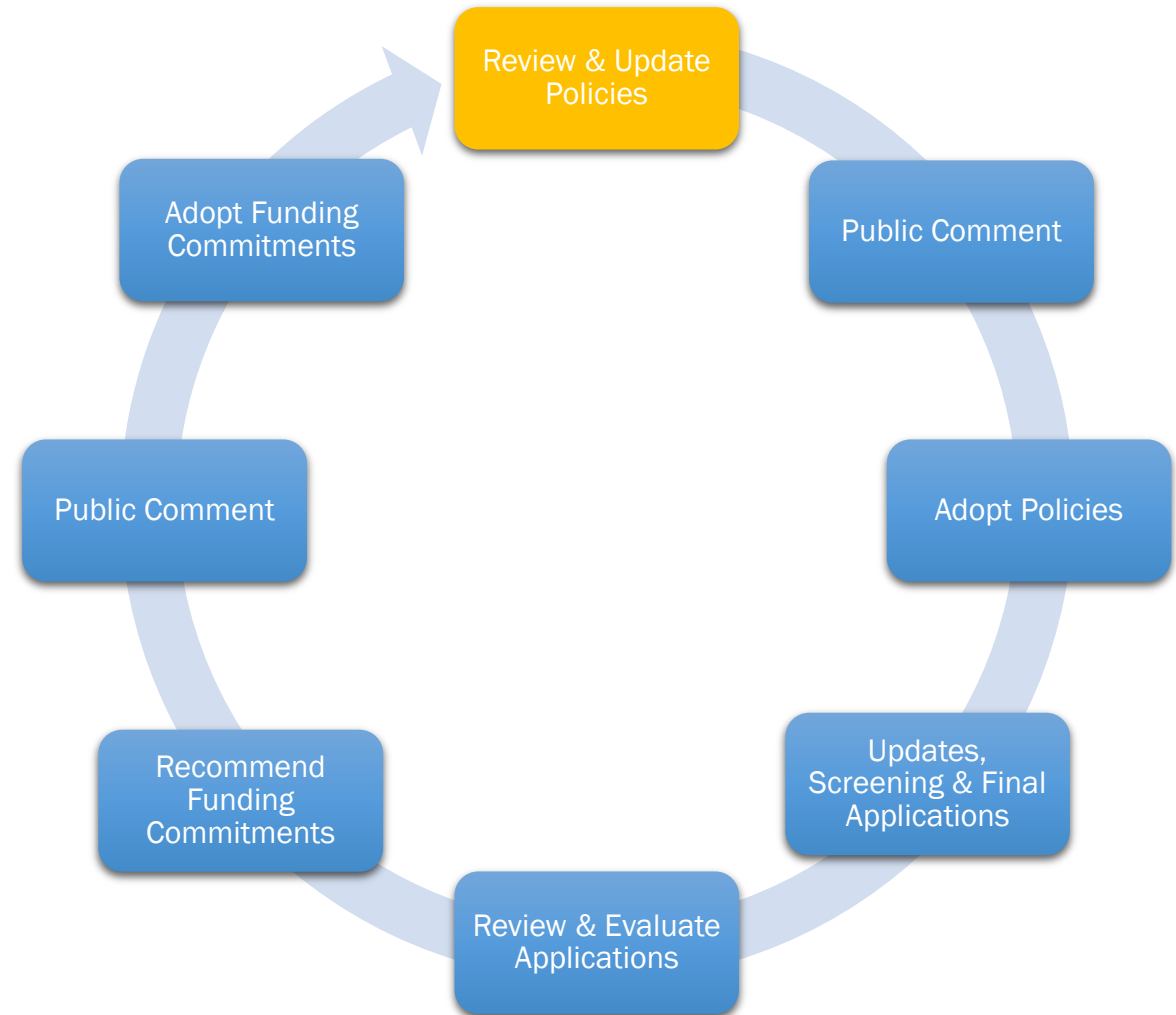 Review & Update
Policies
Public Comment
Adopt Policies
Updates,
Screening & Final
Applications
Review & Evaluate
Applications
Recommend
Funding
Commitments
Public Comment
Adopt Funding
Commitments